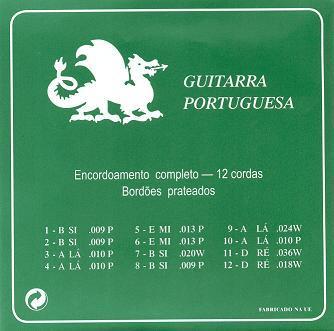 GUITARRA
PORTUGUESA
Encordoamento completo — 12 cordas
Bordões prateados
1 - B SI .009 P 5 - E MI .013 P 9 - A LÁ .024W
2 - B SI .009 P 6 - E MI .013 P 10 - A LÁ .010 P
3 - A LÁ .010 P 7 - B SI .020W 11 - D RÉ .036W
4 - A LÁ .010 P 8 - B SI .009 P 12 - D RÉ .018W
FABRICADO NA UE